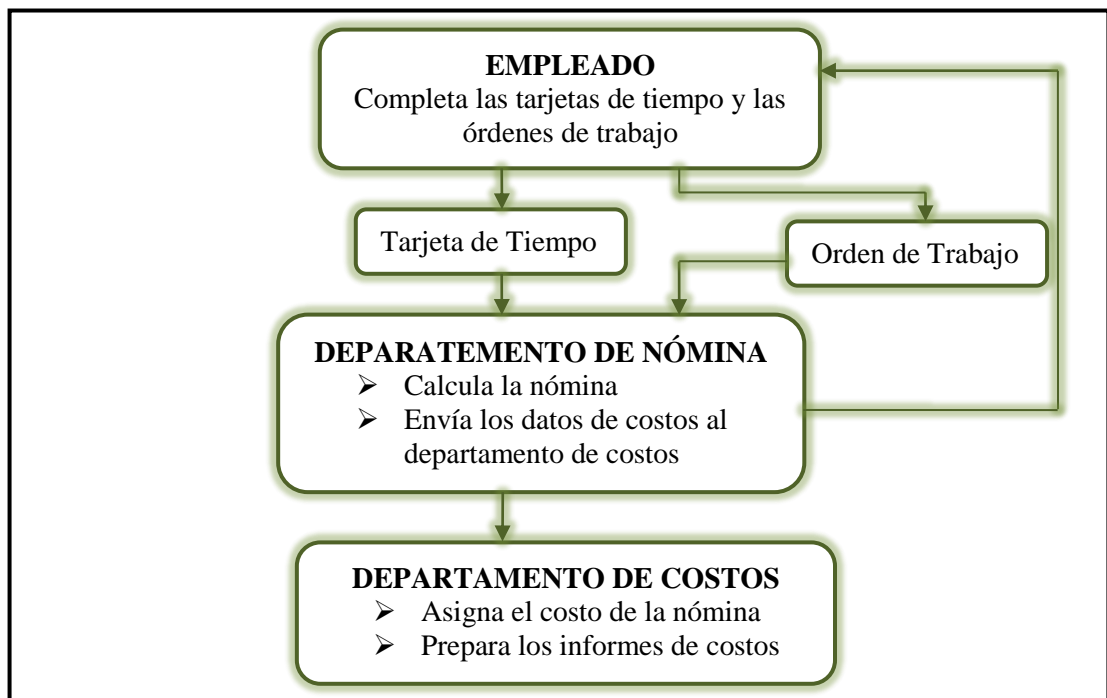 EMPLEADO
Completa las tarjetas de tiempo y las
órdenes de trabajo
Tarjeta de Tiempo
Orden de Trabajo
DEPARATEMENTO DE NÓMINA
➢ Calcula la nómina
➢ Envía los datos de costos al
departamento de costos
DEPARTAMENTO DE COSTOS
➢ Asigna el costo de la nómina
➢ Prepara los informes de costos